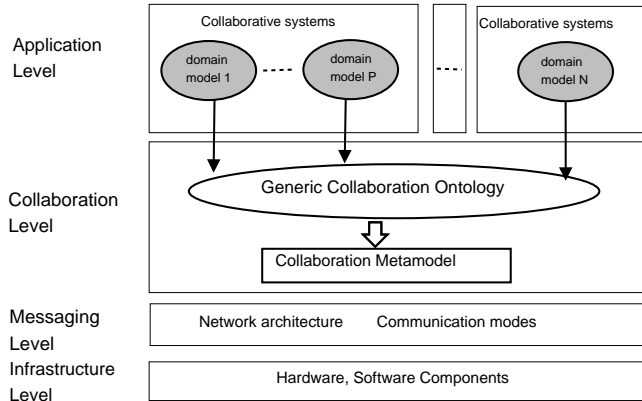 Application
Level
Collaborative systems
Collaborative systems
domain
model 1
domain
model P
domain
model N
Collaboration
Level
Generic Collaboration Ontology
Collaboration Metamodel
Messaging
Level
Network architecture Communication modes
Infrastructure
Level
Hardware, Software Components